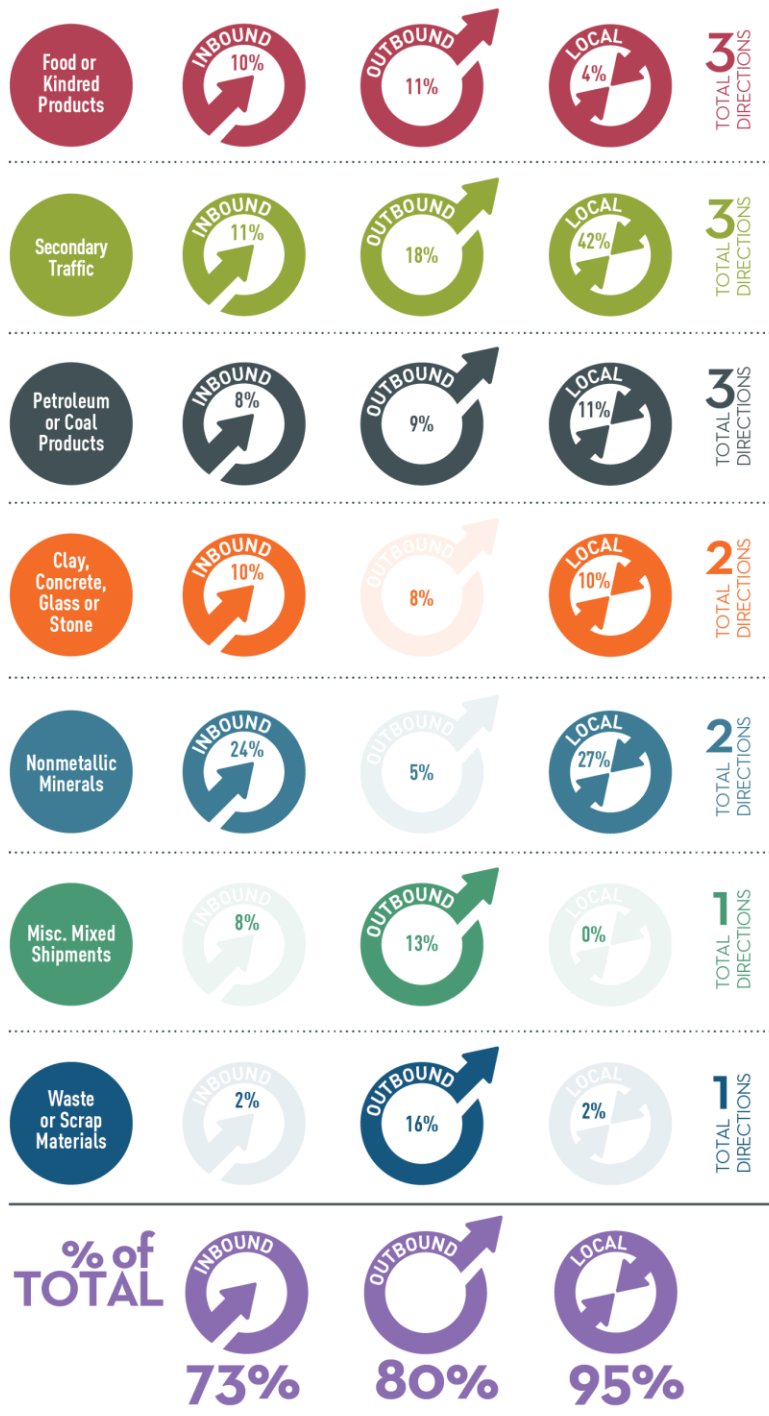 Food or
Kindred
Products
INBOUND
10%
OUTBOUND
11%
LOCAL
4%
3
TOTAL
DIRECTIONS
Secondary
Traffic
INBOUND
11%
OUTBOUND
18%
LOCAL
42%
3
TOTAL
DIRECTIONS
Petroleum
or Coal
Products
INBOUND
8%
OUTBOUND
9%
LOCAL
11%
3
TOTAL
DIRECTIONS
Clay,
Concrete,
Glass or
Stone
INBOUND
10%
OUTBOUND
8%
LOCAL
10%
2
TOTAL
DIRECTIONS
Nonmetallic
Minerals
INBOUND
24%
OUTBOUND
5%
LOCAL
27%
2
TOTAL
DIRECTIONS
Misc. Mixed
Shipments
INBOUND
8%
OUTBOUND
13%
LOCAL
0%
1
TOTAL
DIRECTIONS
Waste
or Scrap
Materials
INBOUND
2%
OUTBOUND
16%
LOCAL
2%
1
TOTAL
DIRECTIONS
% of
TOTAL
INBOUND
73%
OUTBOUND
80%
LOCAL
95%